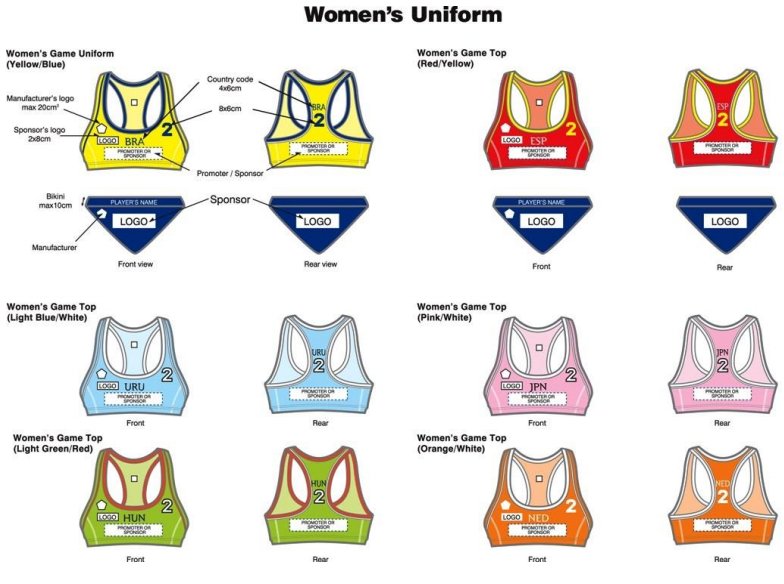 Women's Uniform
Women's Game Uniform
(Yellow/Blue)
Manufacturer's logo
max 20cm²
Sponsor's logo
2x8cm
Country code
4x6cm
8x6cm
Promoter / Sponsor
2
LOGO
BRA
PROMOTER OR
SPONSOR
BRA
2
PROMOTER OR
SPONSOR
Bikini
max10cm
Manufacturer
PLAYER'S NAME
LOGO
Sponsor
LOGO
Front view
Rear view
Women's Game Top
(Red/Yellow)
2
LOGO
ESP
PROMOTER OR
SPONSOR
ESP
2
PROMOTER OR
SPONSOR
PLAYER'S NAME
LOGO
LOGO
Front
Rear
Women's Game Top
(Light Blue/White)
2
LOGO
URU
PROMOTER OR
SPONSOR
URU
2
PROMOTER OR
SPONSOR
Front
Rear
Women's Game Top
(Pink/White)
2
LOGO
JPN
PROMOTER OR
SPONSOR
JPN
2
PROMOTER OR
SPONSOR
Front
Rear
Women's Game Top
(Light Green/Red)
2
LOGO
HUN
PROMOTER OR
SPONSOR
HUN
2
PROMOTER OR
SPONSOR
Front
Rear
Women's Game Top
(Orange/White)
2
LOGO
NED
PROMOTER OR
SPONSOR
NED
2
PROMOTER OR
SPONSOR
Front
Rear